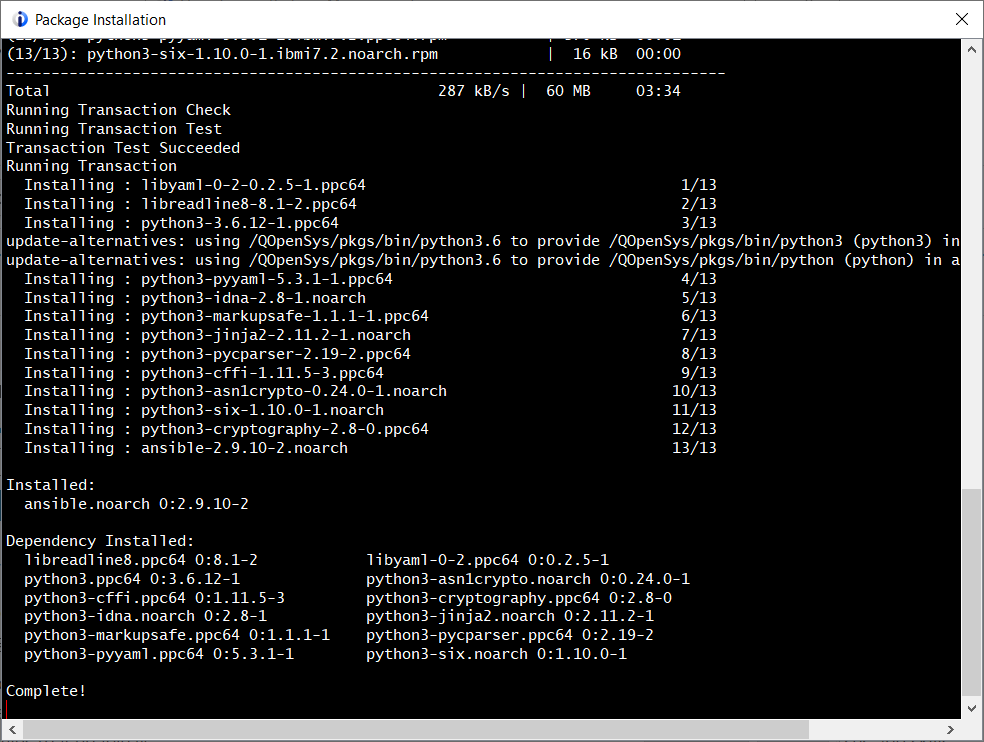 Package Installation
(13/13): python3-six-1.10.0-1.ibmi7.2.noarch.rpm | 16 kB 00:00
--------------------------------------------------------------------------------
Total 287 kB/s | 60 MB 03:34
Running Transaction Check
Running Transaction Test
Transaction Test Succeeded
Running Transaction
Installing : libyaml-0-2-0.2.5-1.ppc64 1/13
Installing : libreadline8-8.1-2.ppc64 2/13
Installing : python3-3.6.12-1.ppc64 3/13
update-alternatives: using /QOpenSys/pkgs/bin/python3.6 to provide /QOpenSys/pkgs/bin/python3 (python3) in
update-alternatives: using /QOpenSys/pkgs/bin/python3.6 to provide /QOpenSys/pkgs/bin/python (python) in a
Installing : python3-pyyaml-5.3.1-1.ppc64 4/13
Installing : python3-idna-2.8-1.noarch 5/13
Installing : python3-markupsafe-1.1.1-1.ppc64 6/13
Installing : python3-jinja2-2.11.2-1.noarch 7/13
Installing : python3-pycparser-2.19-2.ppc64 8/13
Installing : python3-cffi-1.11.5-3.ppc64 9/13
Installing : python3-asn1crypto-0.24.0-1.noarch 10/13
Installing : python3-six-1.10.0-1.noarch 11/13
Installing : python3-cryptography-2.8-0.ppc64 12/13
Installing : ansible-2.9.10-2.noarch 13/13
Installed:
ansible.noarch 0:2.9.10-2
Dependency Installed:
libreadline8.ppc64 0:8.1-2 libyaml-0-2.ppc64 0:0.2.5-1
python3.ppc64 0:3.6.12-1 python3-asn1crypto.noarch 0:0.24.0-1
python3-cffi.ppc64 0:1.11.5-3 python3-cryptography.ppc64 0:2.8-0
python3-idna.noarch 0:2.8-1 python3-jinja2.noarch 0:2.11.2-1
python3-markupsafe.ppc64 0:1.1.1-1 python3-pycparser.ppc64 0:2.19-2
python3-pyyaml.ppc64 0:5.3.1-1 python3-six.noarch 0:1.10.0-1
Complete!